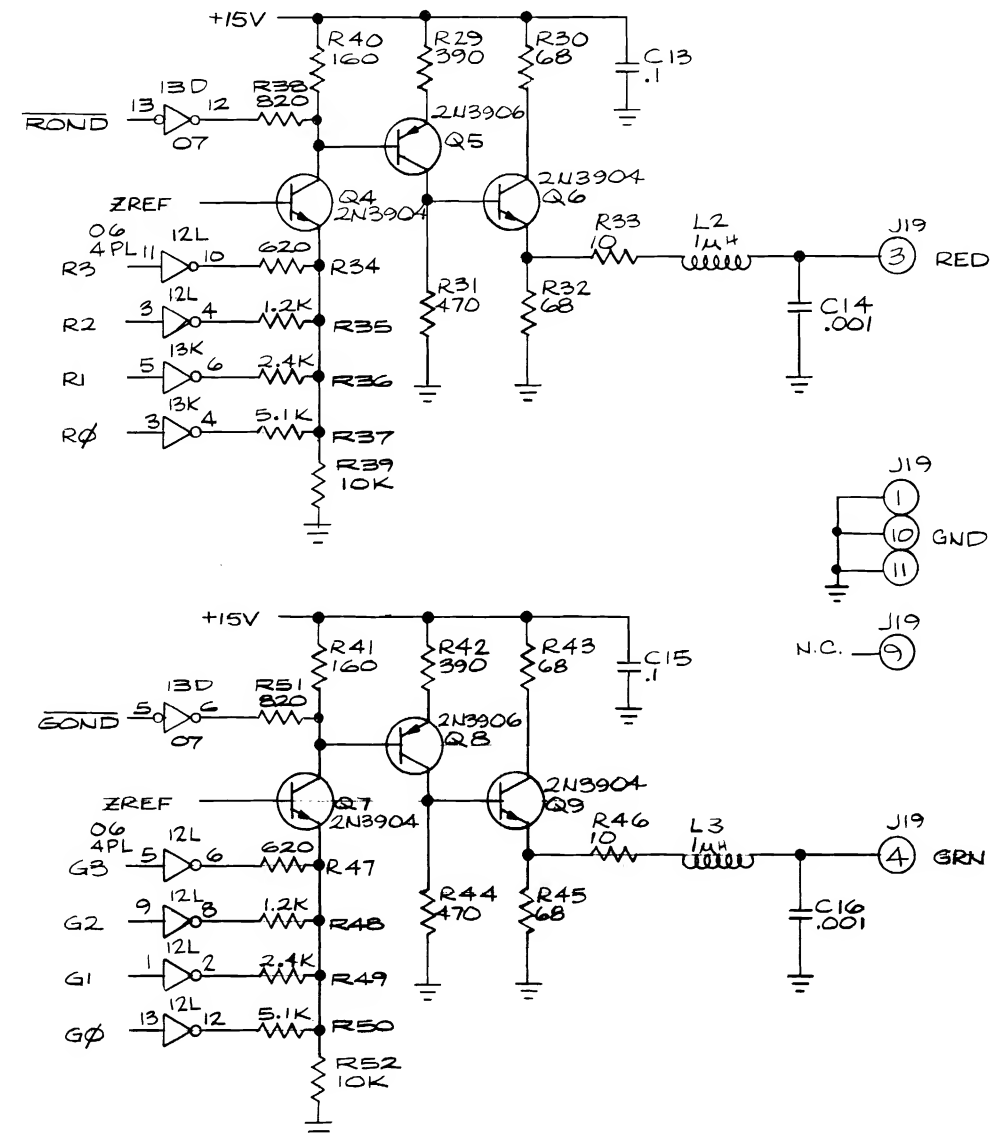 +15V
R40
160
R29
390
R30
68
C13
.1
13D
R38
820
ROND
13
12
07
2N3906
Q5
ZREF
Q4
2N3904
2N3904
Q6
06
4PL
R3
11
12L
10
620
R34
R33
10
L2
1µH
J19
3
RED
R2
3
12L
4
1.2K
R35
R31
470
R32
68
C14
.001
R1
5
13K
6
2.4K
R36
RØ
3
13K
4
5.1K
R37
R39
10K
J19
1
10
GND
11
J19
N.C.
9
+15V
R41
160
R42
390
R43
68
C15
.1
13D
R51
820
GOND
5
6
07
2N3906
Q8
ZREF
Q7
2N3904
2N3904
Q9
06
4PL
G3
5
12L
6
620
R47
R46
10
L3
1µH
J19
4
GRN
G2
9
12L
8
1.2K
R48
R44
470
R45
68
C16
.001
G1
1
12L
2
2.4K
R49
GØ
13
12L
12
5.1K
R50
R52
10K